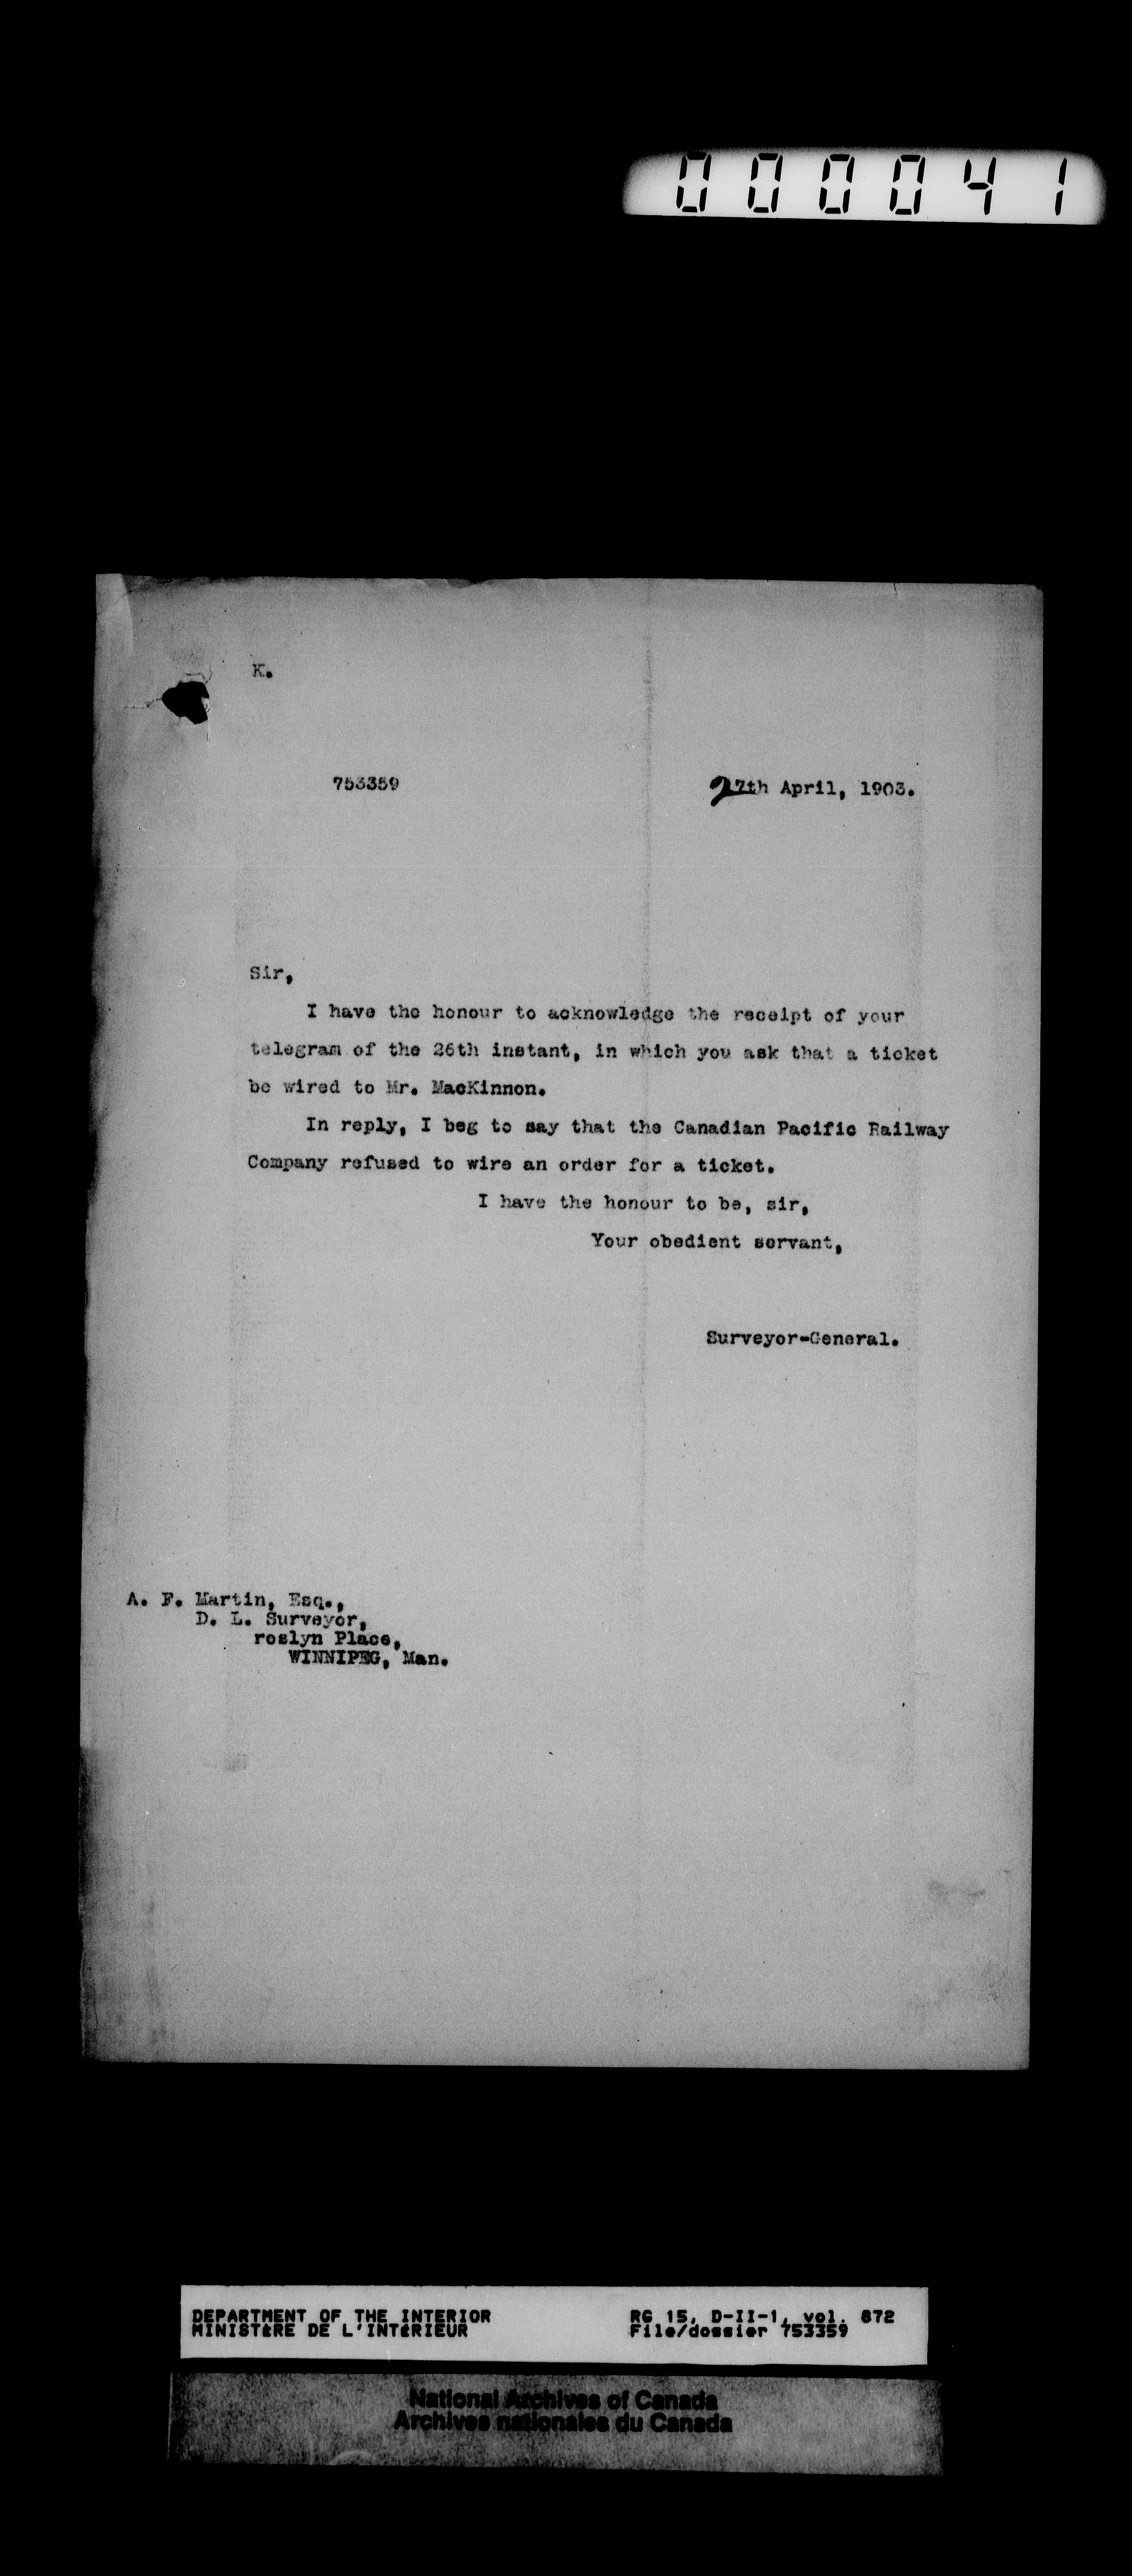 000041
K.
753359
27th April, 1903.
Sir,
I have the honour to acknowledge the receipt of your
telegram of the 26th instant, in which you ask that a ticket
be wired to Mr. MacKinnon.
In reply, I beg to say that the Canadian Pacific Railway
Company refused to wire an order for a ticket.
I have the honour to be, sir,
Your obedient servant,
Surveyor-General.
A. F. Martin, Esq.,
D. L. Surveyor,
roslyn Place,
WINNIPEG, Man.
DEPARTMENT OF THE INTERIOR
MINISTÈRE DE L'INTÉRIEUR
RG 15, D-II-1, vol. 872
File/dossier 753359
National Archives of Canada
Archives nationales du Canada